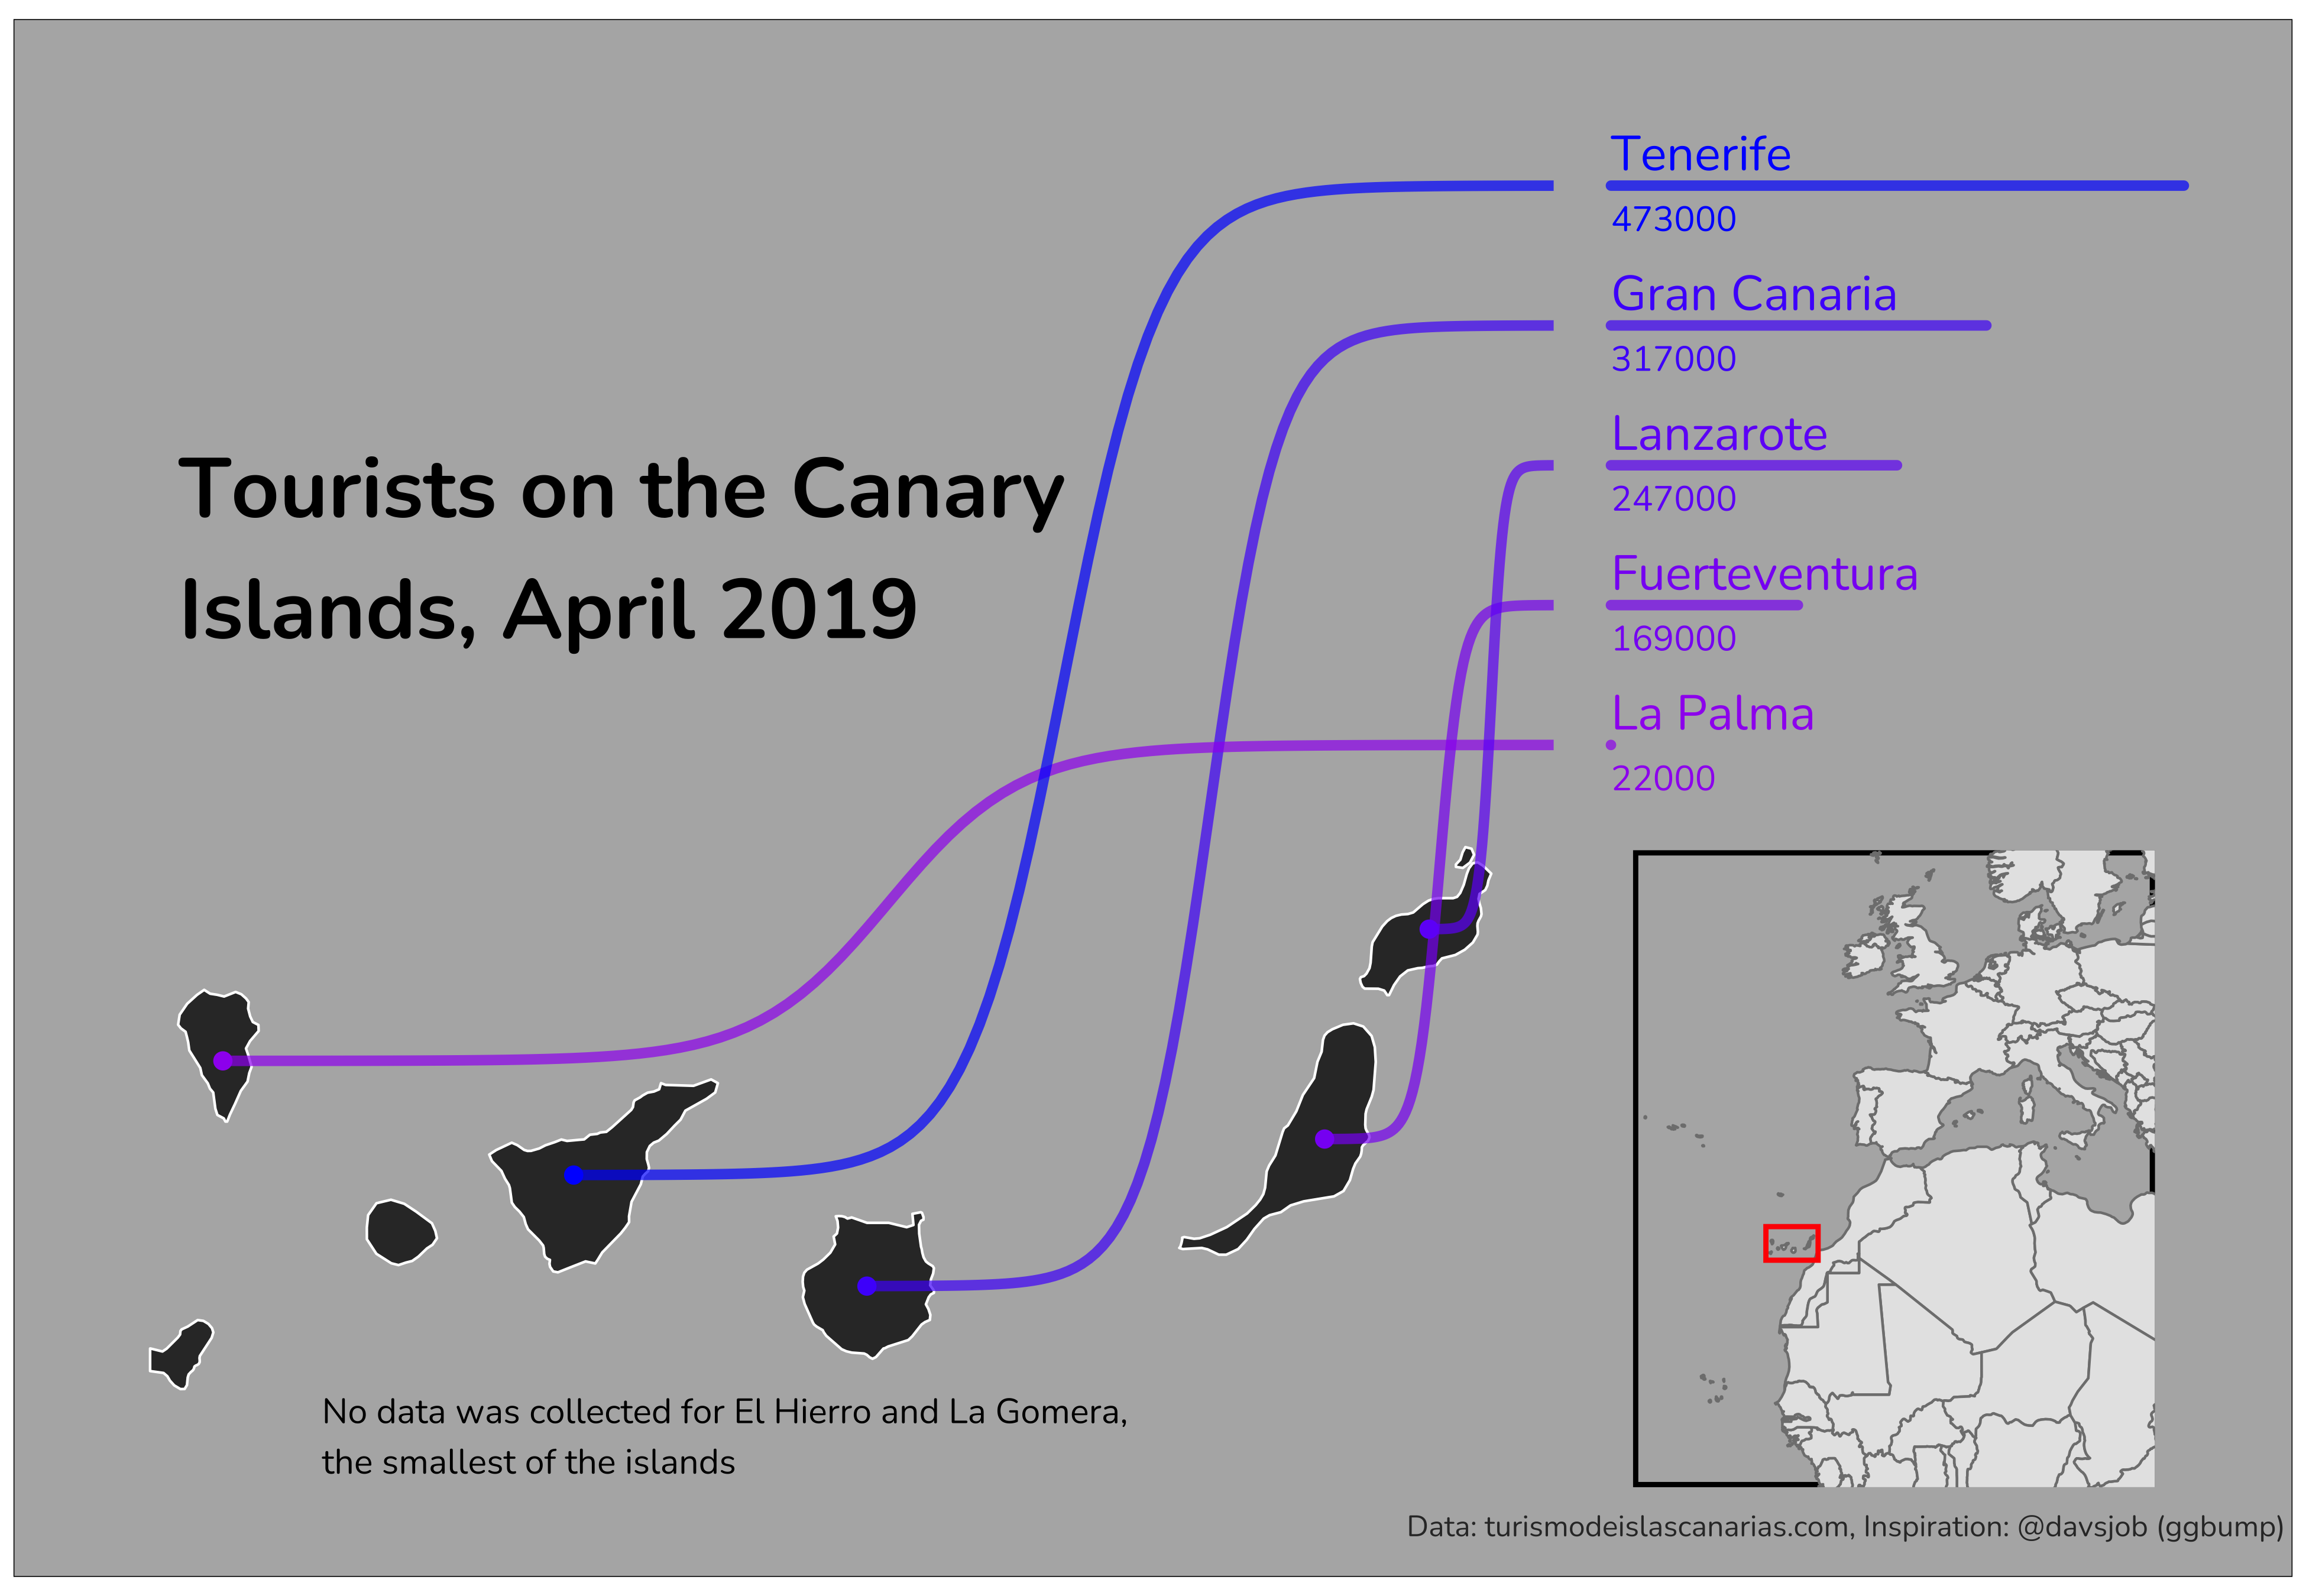 Tourists on the Canary
Islands, April 2019
Tenerife
473000
Gran Canaria
317000
Lanzarote
247000
Fuerteventura
169000
La Palma
22000
No data was collected for El Hierro and La Gomera,
the smallest of the islands
Data: turismodeislascanarias.com, Inspiration: @davsjob (ggbump)